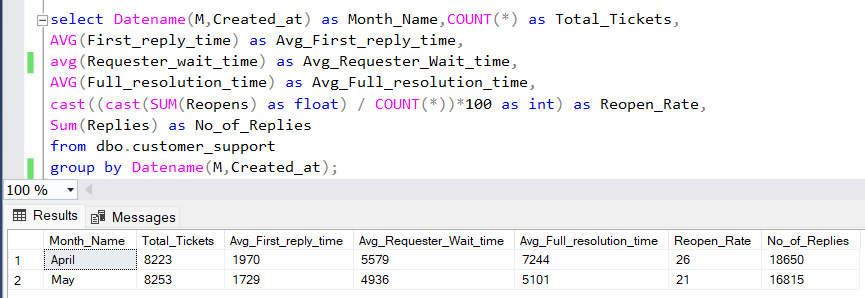 select Datename(M,Created_at) as Month_Name,COUNT(*) as Total_Tickets,
AVG(First_reply_time) as Avg_First_reply_time,
avg(Requester_wait_time) as Avg_Requester_Wait_time,
AVG(Full_resolution_time) as Avg_Full_resolution_time,
cast((cast(SUM(Reopens) as float) / COUNT(*))*100 as int) as Reopen_Rate,
Sum(Replies) as No_of_Replies
from dbo.customer_support
group by Datename(M,Created_at);
100 %
Results Messages
Month_Name Total_Tickets Avg_First_reply_time Avg_Requester_Wait_time Avg_Full_resolution_time Reopen_Rate No_of_Replies
1 April 8223 1970 5579 7244 26 18650
2 May 8253 1729 4936 5101 21 16815